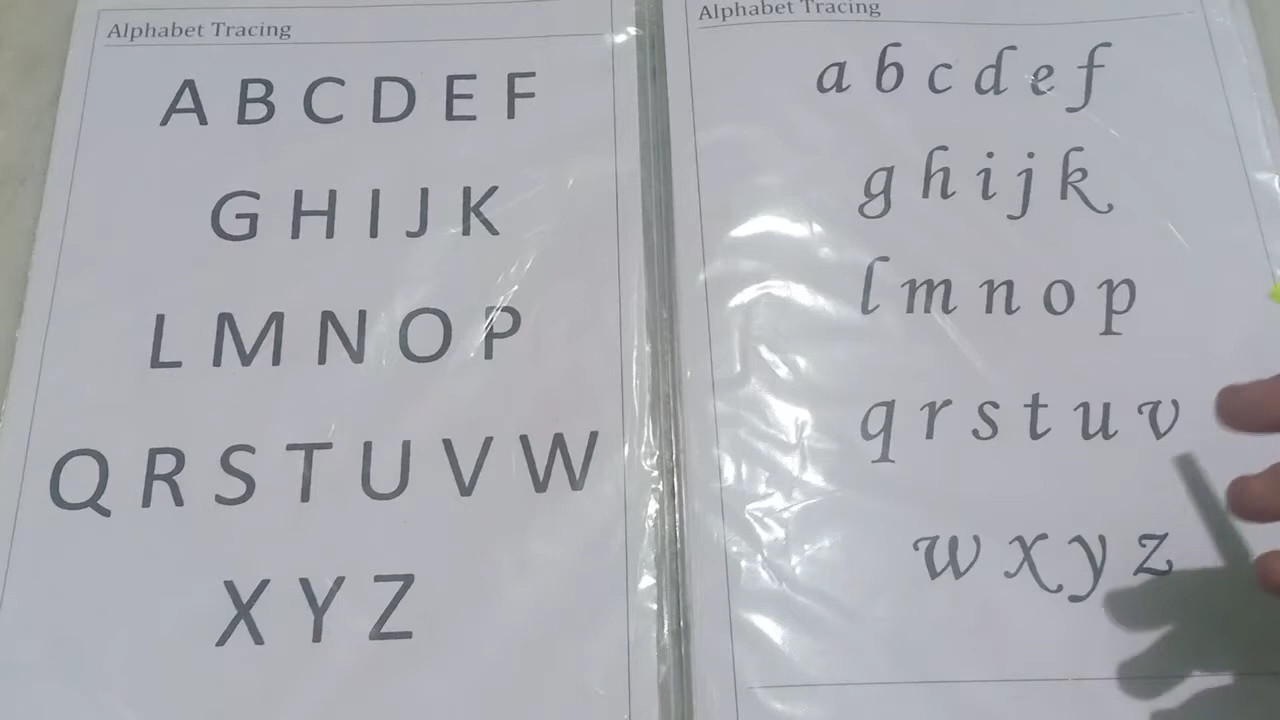 Alphabet Tracing
A B C D E F
G H I J K
L M N O P
Q R S T U V W
X Y Z
Alphabet Tracing
a b c d e f
g h i j k
l m n o p
q r s t u v
w x y z